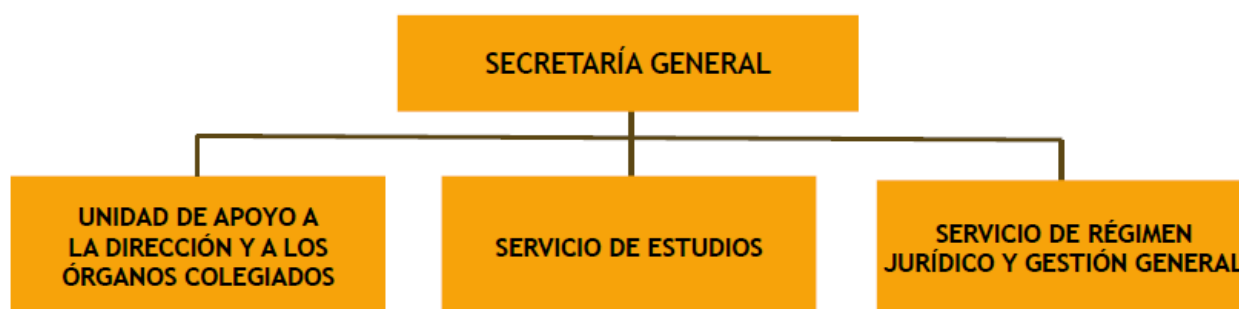 SECRETARÍA GENERAL
UNIDAD DE APOYO A
LA DIRECCIÓN Y A LOS
ÓRGANOS COLEGIADOS
SERVICIO DE ESTUDIOS
SERVICIO DE RÉGIMEN
JURÍDICO Y GESTIÓN GENERAL